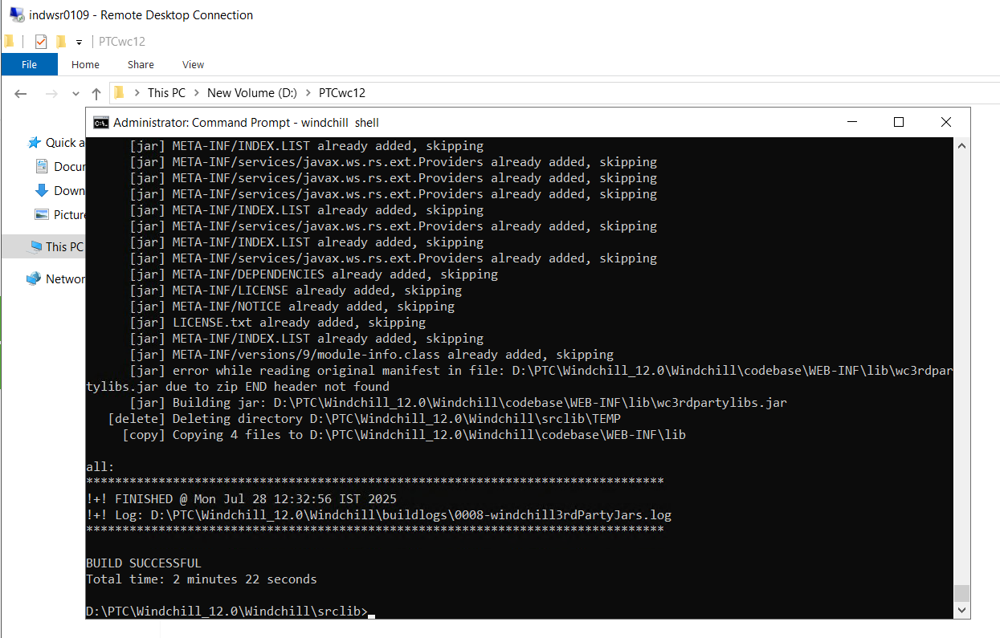 indwsr0109 - Remote Desktop Connection
PTCwc12
File Home Share View
This PC > New Volume (D:) > PTCwc12
Administrator: Command Prompt - windchill  shell
Quick a
Docu
Down
Pictur
This PC
Networ
[jar] META-INF/INDEX.LIST already added, skipping
[jar] META-INF/services/javax.ws.rs.ext.Providers already added, skipping
[jar] META-INF/services/javax.ws.rs.ext.Providers already added, skipping
[jar] META-INF/services/javax.ws.rs.ext.Providers already added, skipping
[jar] META-INF/INDEX.LIST already added, skipping
[jar] META-INF/services/javax.ws.rs.ext.Providers already added, skipping
[jar] META-INF/INDEX.LIST already added, skipping
[jar] META-INF/services/javax.ws.rs.ext.Providers already added, skipping
[jar] META-INF/DEPENDENCIES already added, skipping
[jar] META-INF/LICENSE already added, skipping
[jar] META-INF/NOTICE already added, skipping
[jar] LICENSE.txt already added, skipping
[jar] META-INF/INDEX.LIST already added, skipping
[jar] META-INF/versions/9/module-info.class already added, skipping
[jar] error while reading original manifest in file: D:\PTC\Windchill_12.0\Windchill\codebase\WEB-INF\lib\wc3rdpar
tylibs.jar due to zip END header not found
[jar] Building jar: D:\PTC\Windchill_12.0\Windchill\codebase\WEB-INF\lib\wc3rdpartylibs.jar
[delete] Deleting directory D:\PTC\Windchill_12.0\Windchill\srclib\TEMP
[copy] Copying 4 files to D:\PTC\Windchill_12.0\Windchill\codebase\WEB-INF\lib
all:
********************************************************************************
!+! FINISHED @ Mon Jul 28 12:32:56 IST 2025
!+! Log: D:\PTC\Windchill_12.0\Windchill\buildlogs\0008-windchill3rdPartyJars.log
********************************************************************************
BUILD SUCCESSFUL
Total time: 2 minutes 22 seconds
D:\PTC\Windchill_12.0\Windchill\srclib>